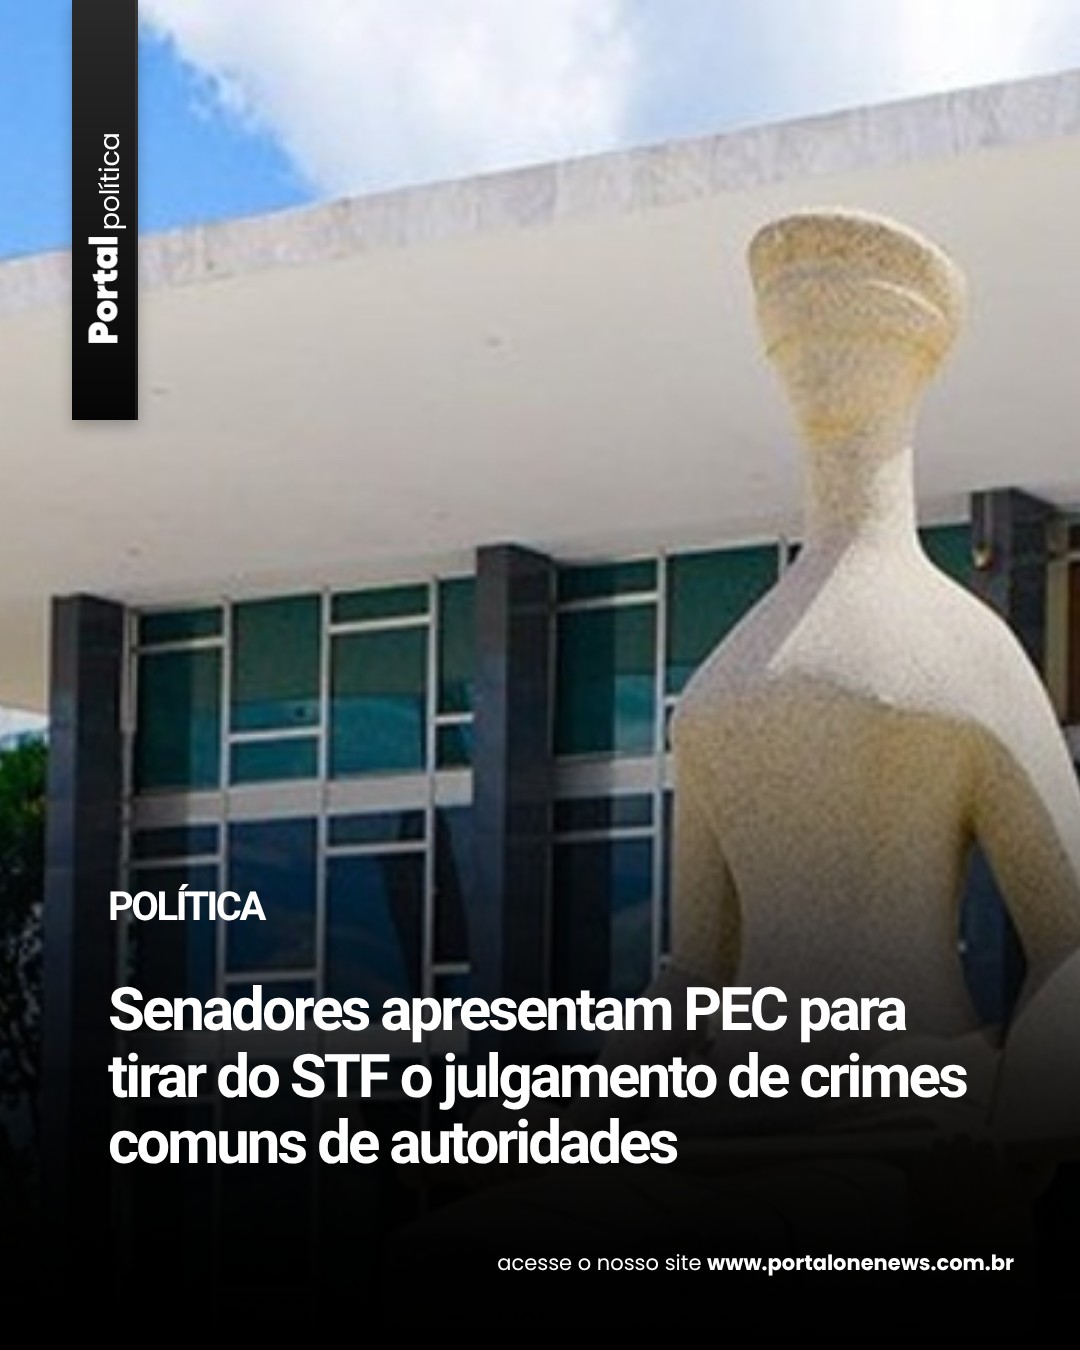 Portal política
POLÍTICA
Senadores apresentam PEC para
tirar do STF o julgamento de crimes
comuns de autoridades
acesse o nosso site www.portalonenews.com.br